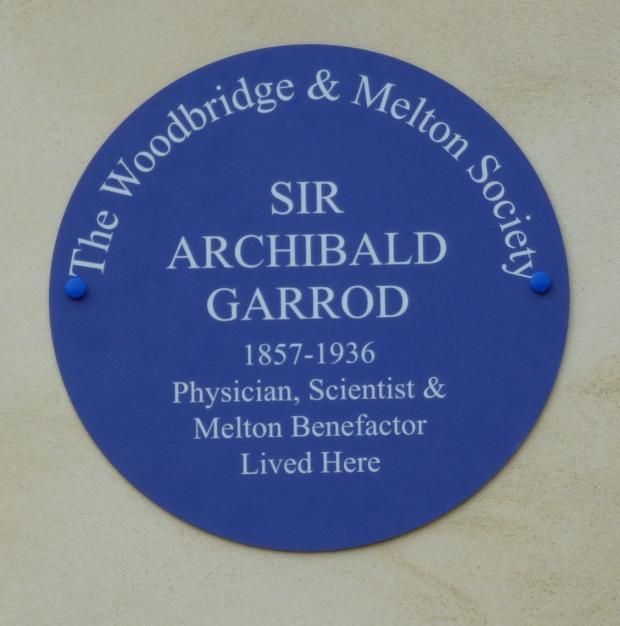 The Woodbridge & Melton Society
SIR
ARCHIBALD
GARROD
1857-1936
Physician, Scientist &
Melton Benefactor
Lived Here